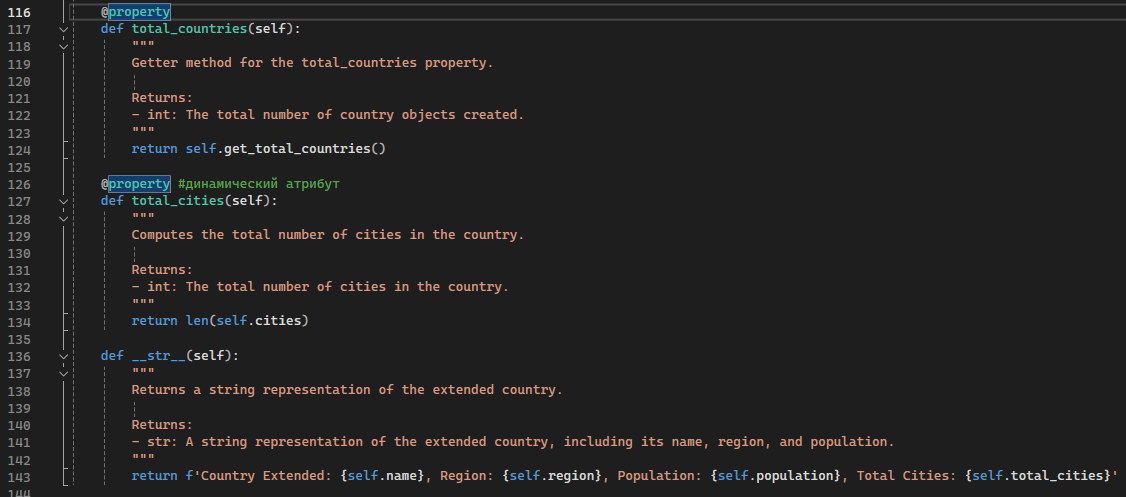 116 @property
117 def total_countries(self):
118 """
119 Getter method for the total_countries property.
120
121 Returns:
122 - int: The total number of country objects created.
123 """
124 return self.get_total_countries()
125
126 @property #динамический атрибут
127 def total_cities(self):
128 """
129 Computes the total number of cities in the country.
130
131 Returns:
132 - int: The total number of cities in the country.
133 """
134 return len(self.cities)
135
136 def __str__(self):
137 """
138 Returns a string representation of the extended country.
139
140 Returns:
141 - str: A string representation of the extended country, including its name, region, and population.
142 """
143 return f'Country Extended: {self.name}, Region: {self.region}, Population: {self.population}, Total Cities: {self.total_cities}'
144